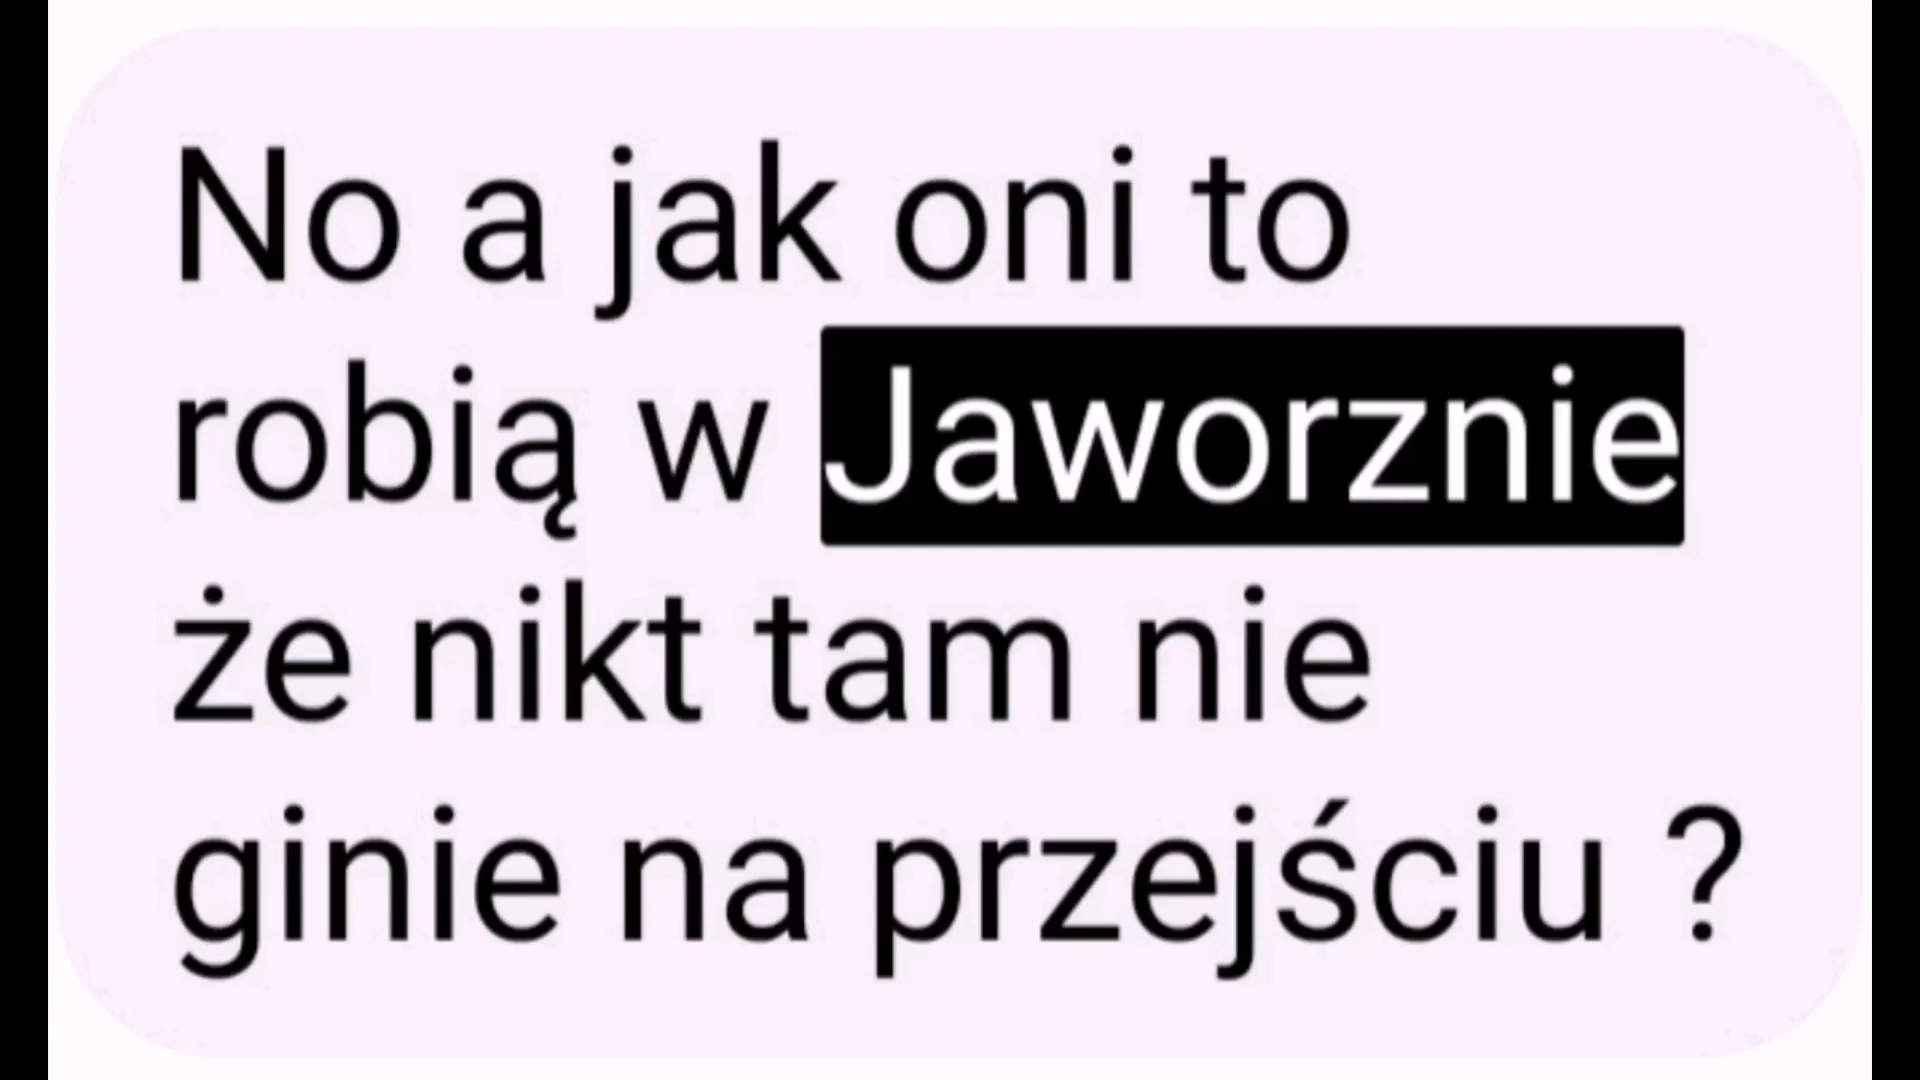 No a jak oni to
robią w Jaworznie
że nikt tam nie
ginie na przejściu ?